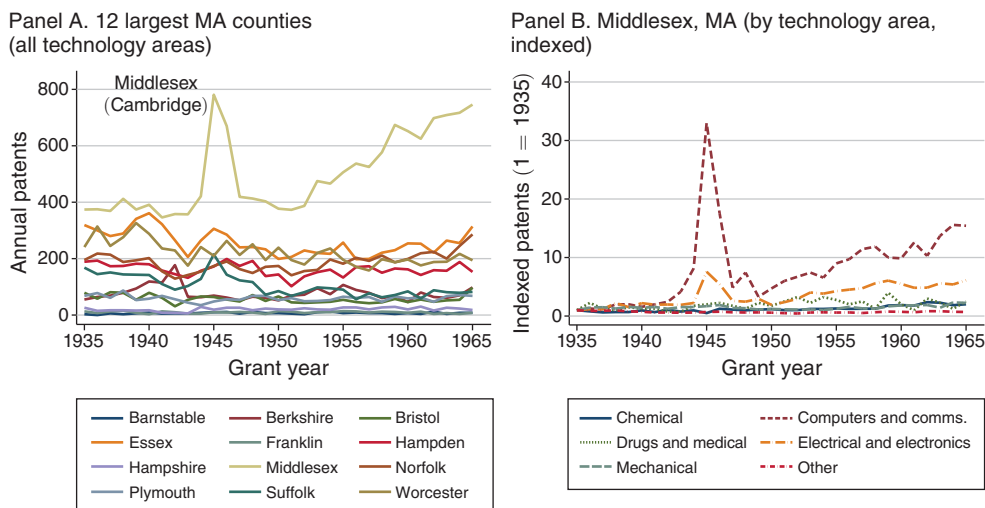 Panel A. 12 largest MA counties
(all technology areas)
Middlesex
(Cambridge)
Annual patents
800
600
400
200
0
1935
1940
1945
1950
1955
1960
1965
Grant year
Barnstable
Berkshire
Bristol
Essex
Franklin
Hampden
Hampshire
Middlesex
Norfolk
Plymouth
Suffolk
Worcester
Panel B. Middlesex, MA (by technology area,
indexed)
Indexed patents (1 = 1935)
40
30
20
10
0
1935
1940
1945
1950
1955
1960
1965
Grant year
Chemical
Computers and comms.
Drugs and medical
Electrical and electronics
Mechanical
Other